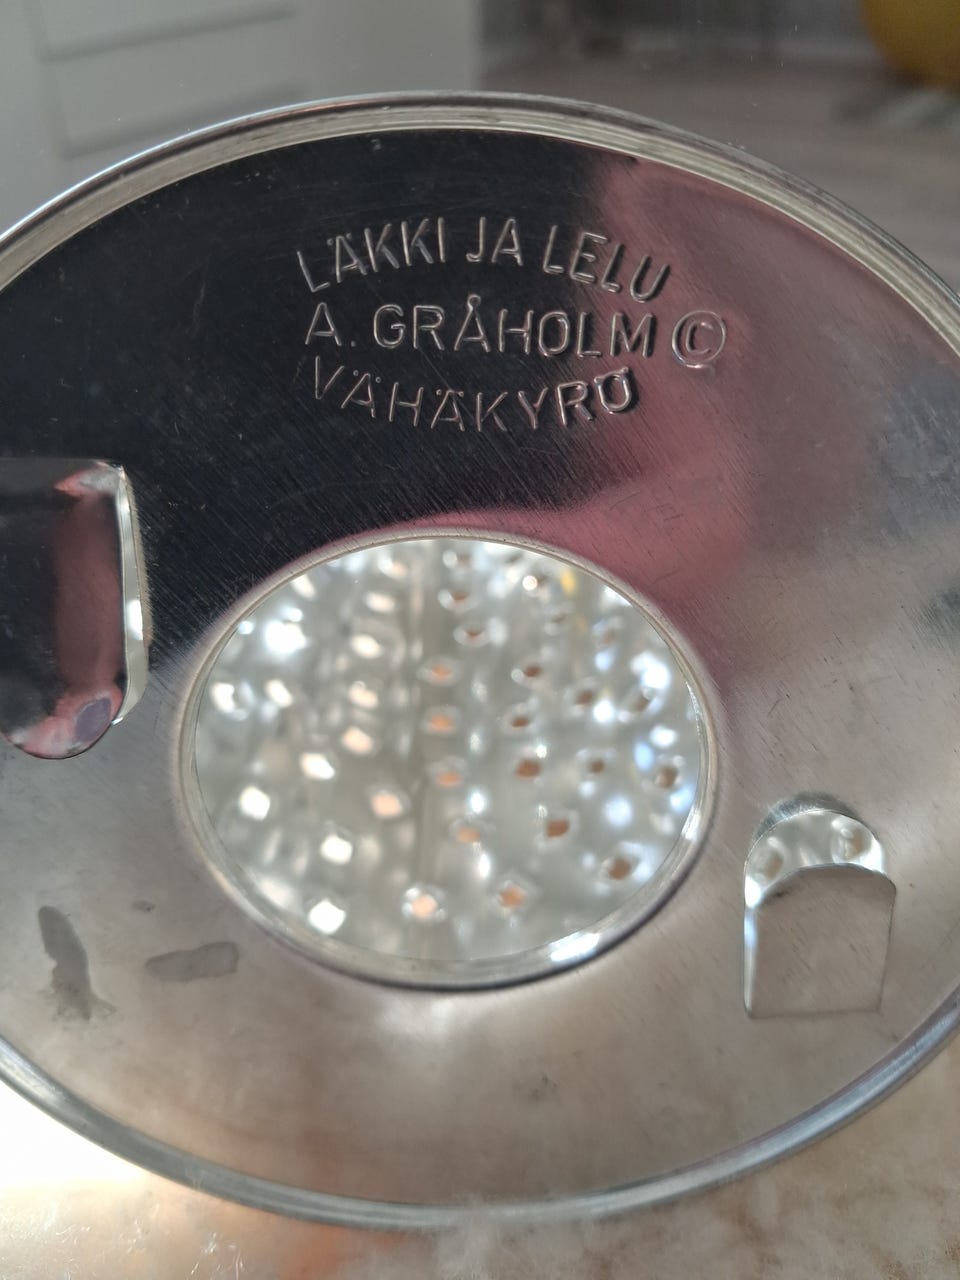 LÄKKI JA LELU
A. GRÅHOLM ©
VÄHÄKYRÖ